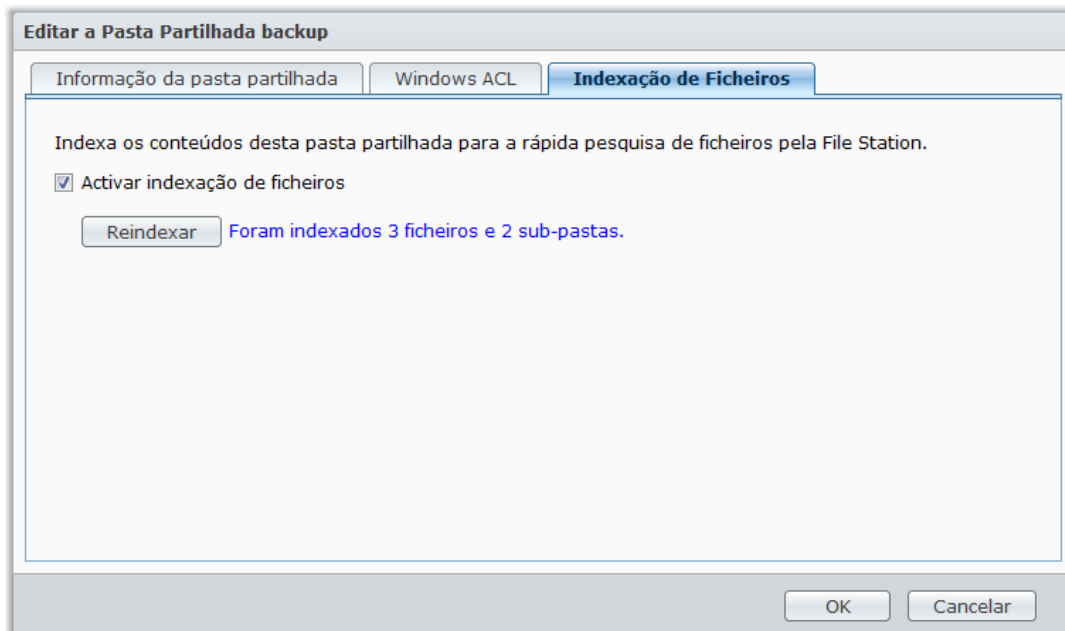 Editar a Pasta Partilhada backup
Informação da pasta partilhada Windows ACL Indexação de Ficheiros
Indexa os conteúdos desta pasta partilhada para a rápida pesquisa de ficheiros pela File Station.
Activar indexação de ficheiros
Reindexar Foram indexados 3 ficheiros e 2 sub-pastas.
OK Cancelar